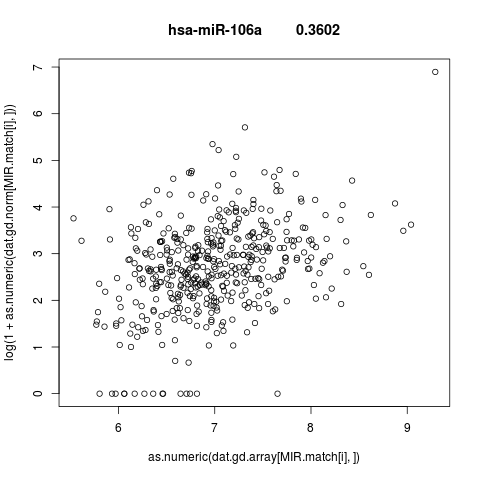 hsa-miR-106a 0.3602
7
6
5
4
3
2
1
0
log(1 + as.numeric(dat.gd.norm[MIR.match[i], ]))
6 7 8 9
as.numeric(dat.gd.array[MIR.match[i], ])